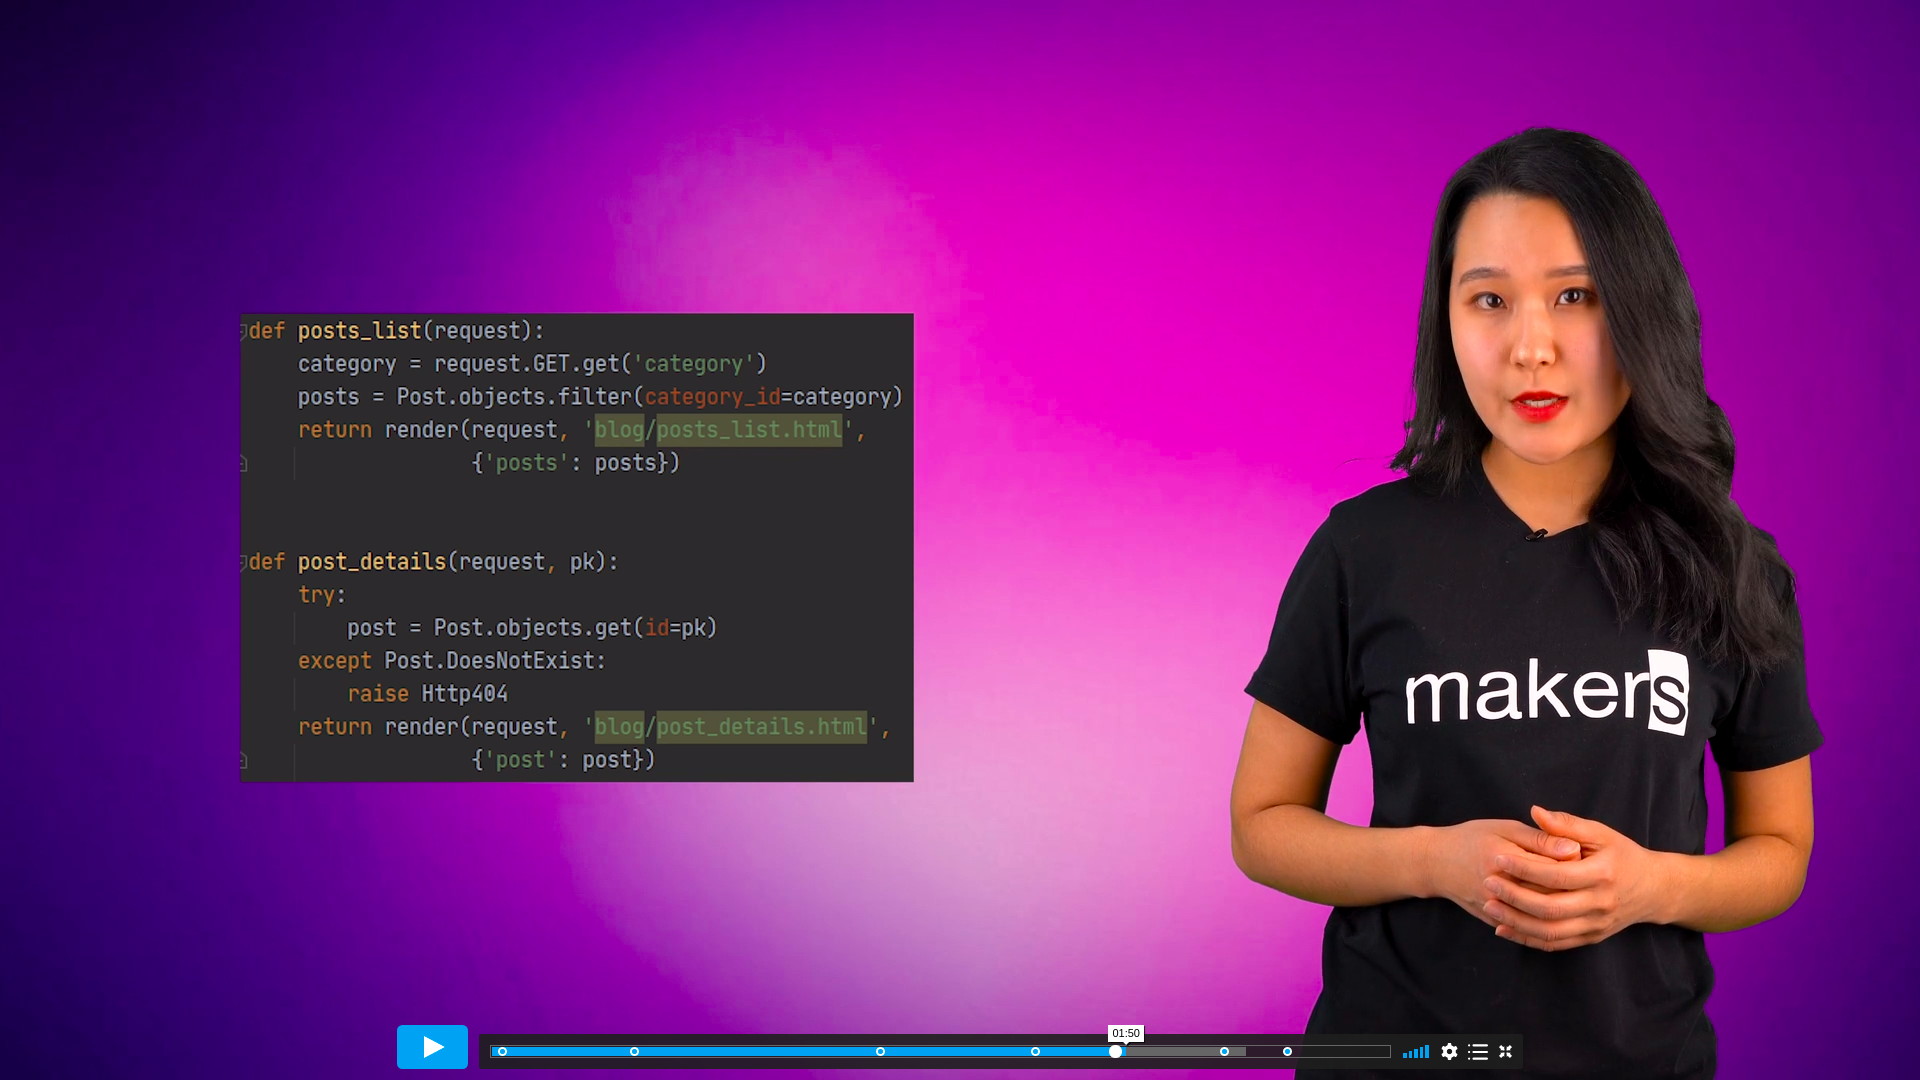 def posts_list(request):
    category = request.GET.get('category')
    posts = Post.objects.filter(category_id=category)
    return render(request, 'blog/posts_list.html',
                  {'posts': posts})
def post_details(request, pk):
    try:
        post = Post.objects.get(id=pk)
    except Post.DoesNotExist:
        raise Http404
    return render(request, 'blog/post_details.html',
                  {'post': post})
makers
01:50